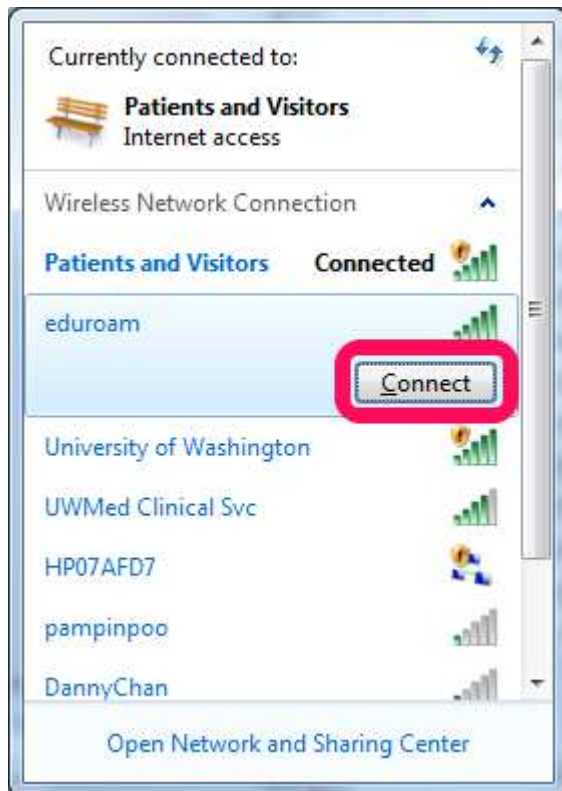 Currently connected to:
Patients and Visitors
Internet access
Wireless Network Connection
Patients and Visitors Connected
eduroam
Connect
University of Washington
UWMed Clinical Svc
HP07AFD7
pampinpoo
DannyChan
Open Network and Sharing Center